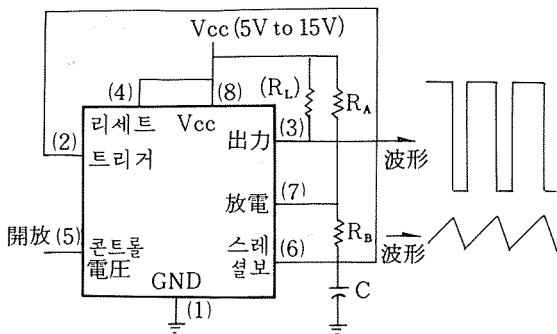 Vcc (5V to 15V)
(4)
(8)
(R_L)
R_A
(2)
리세트
Vcc
出力
(3)
트리거
波形
放電
(7)
開放 (5)
콘트롤
電圧
스레
셜보
(6)
R_B
波形
GND
(1)
C